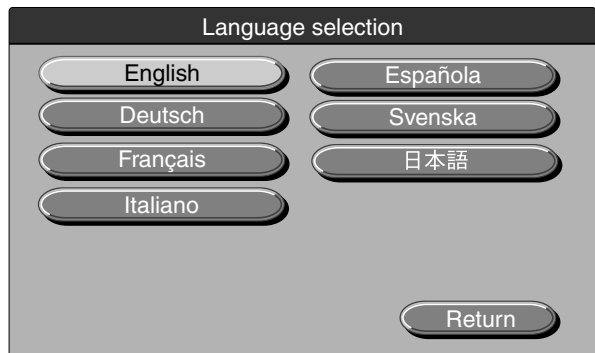 Language selection
English
Deutsch
Français
Italiano
Española
Svenska
日本語
Return